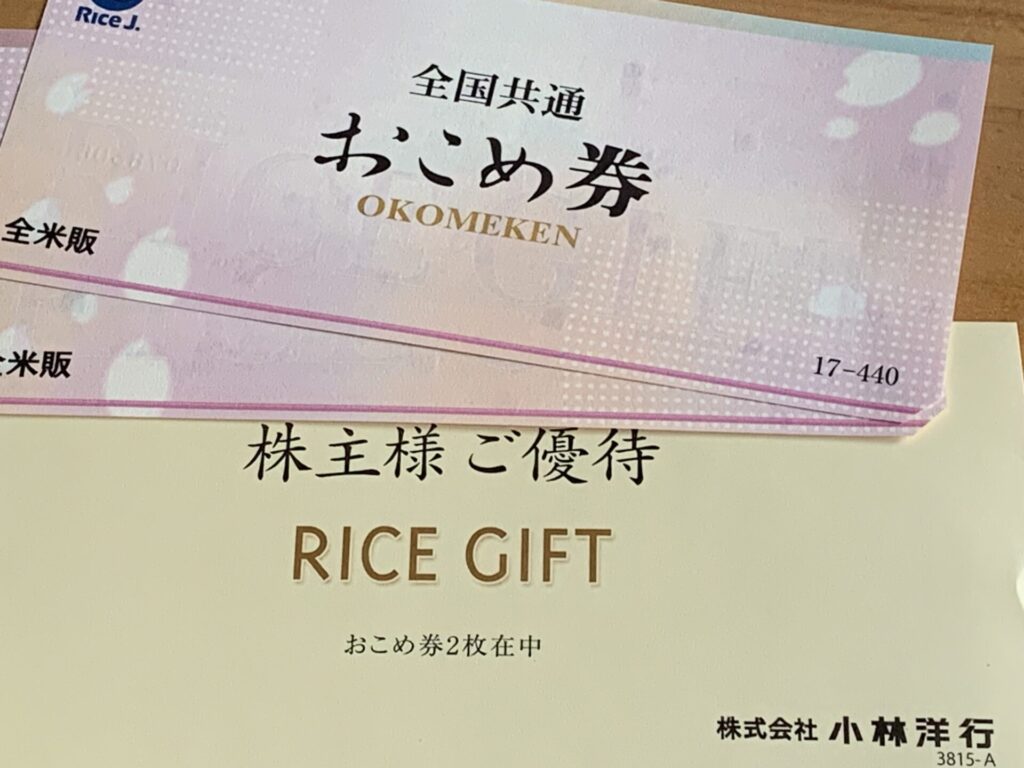 Rice J.
全国共通
おこめ券
OKOMEKEN
全米販
17-440
全米販
株主様 ご優待
RICE GIFT
おこめ券2枚在中
株式会社 小林洋行
3815-A